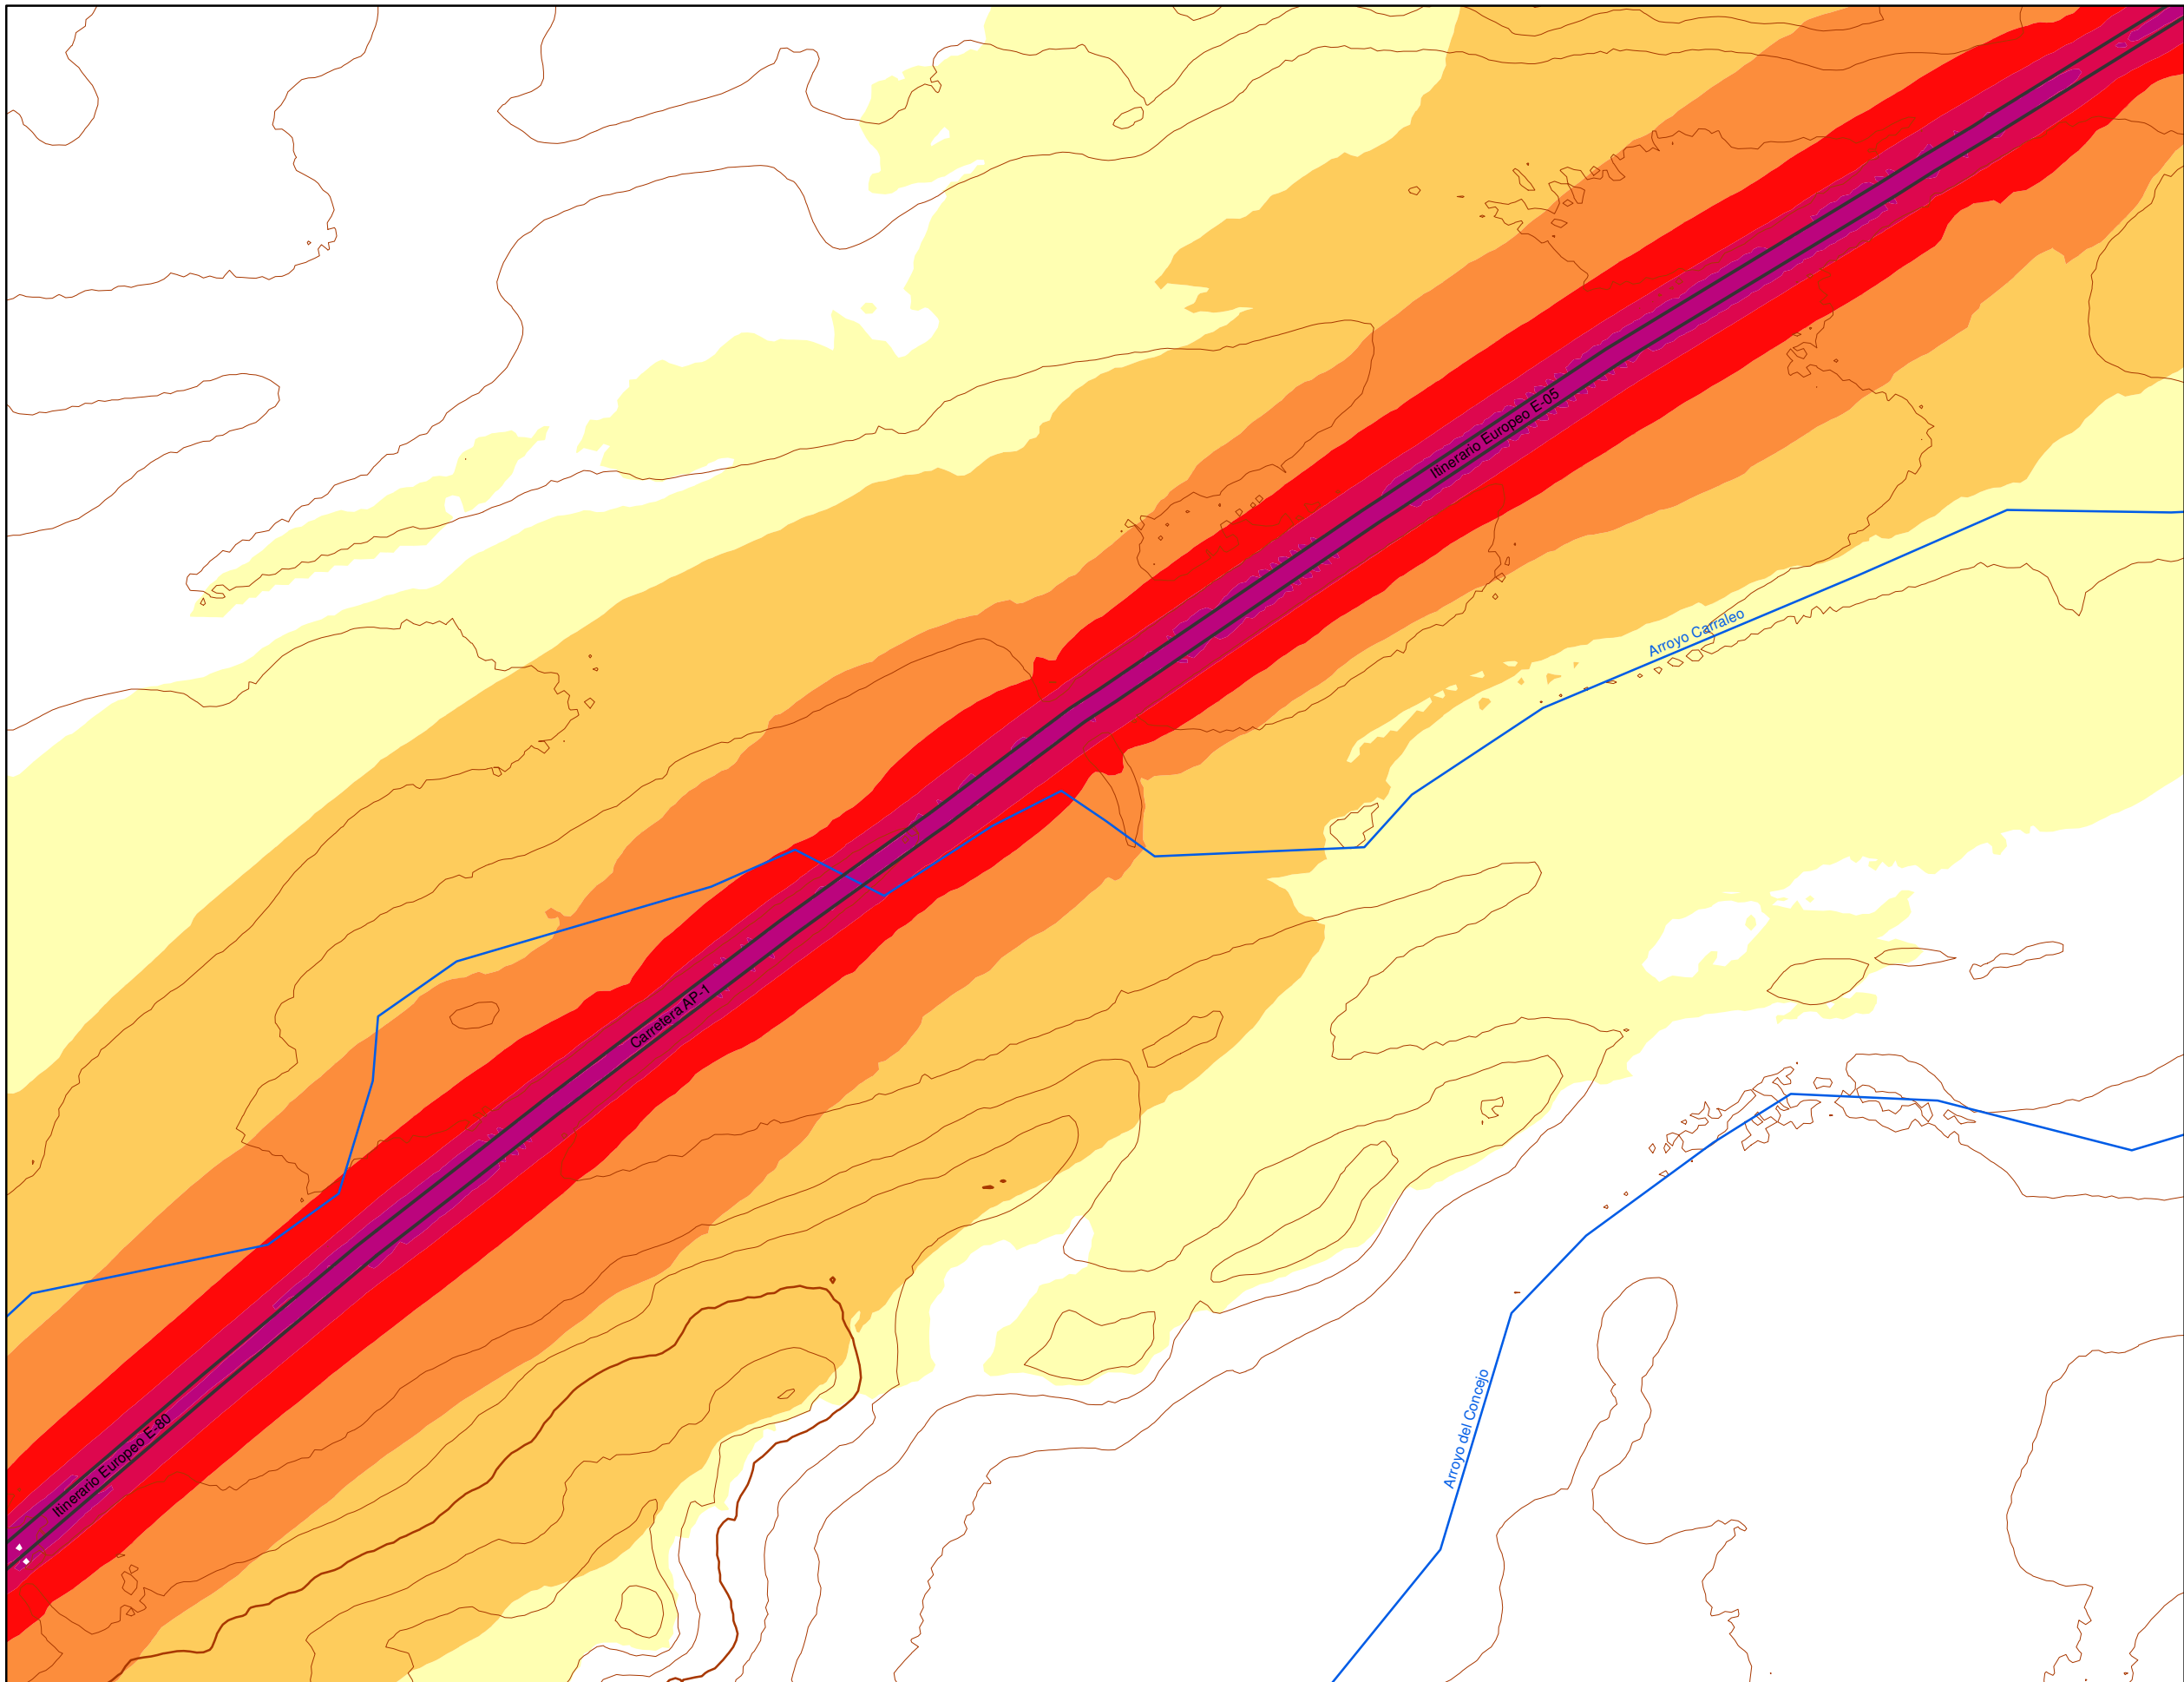 Itinerario Europeo E-05
Arroyo Carraleo
Carretera AP-1
Itinerario Europeo E-80
Arroyo del Concejo